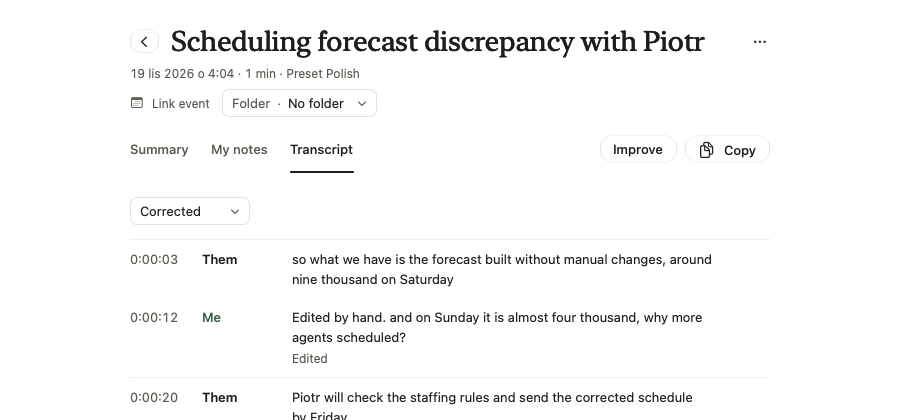 Scheduling forecast discrepancy with Piotr
19 lis 2026 o 4:04 · 1 min · Preset Polish
Link event Folder · No folder
Summary My notes Transcript Improve Copy
Corrected
0:00:03 Them so what we have is the forecast built without manual changes, around
nine thousand on Saturday
0:00:12 Me Edited by hand. and on Sunday it is almost four thousand, why more
agents scheduled?
Edited
0:00:20 Them Piotr will check the staffing rules and send the corrected schedule
by Friday